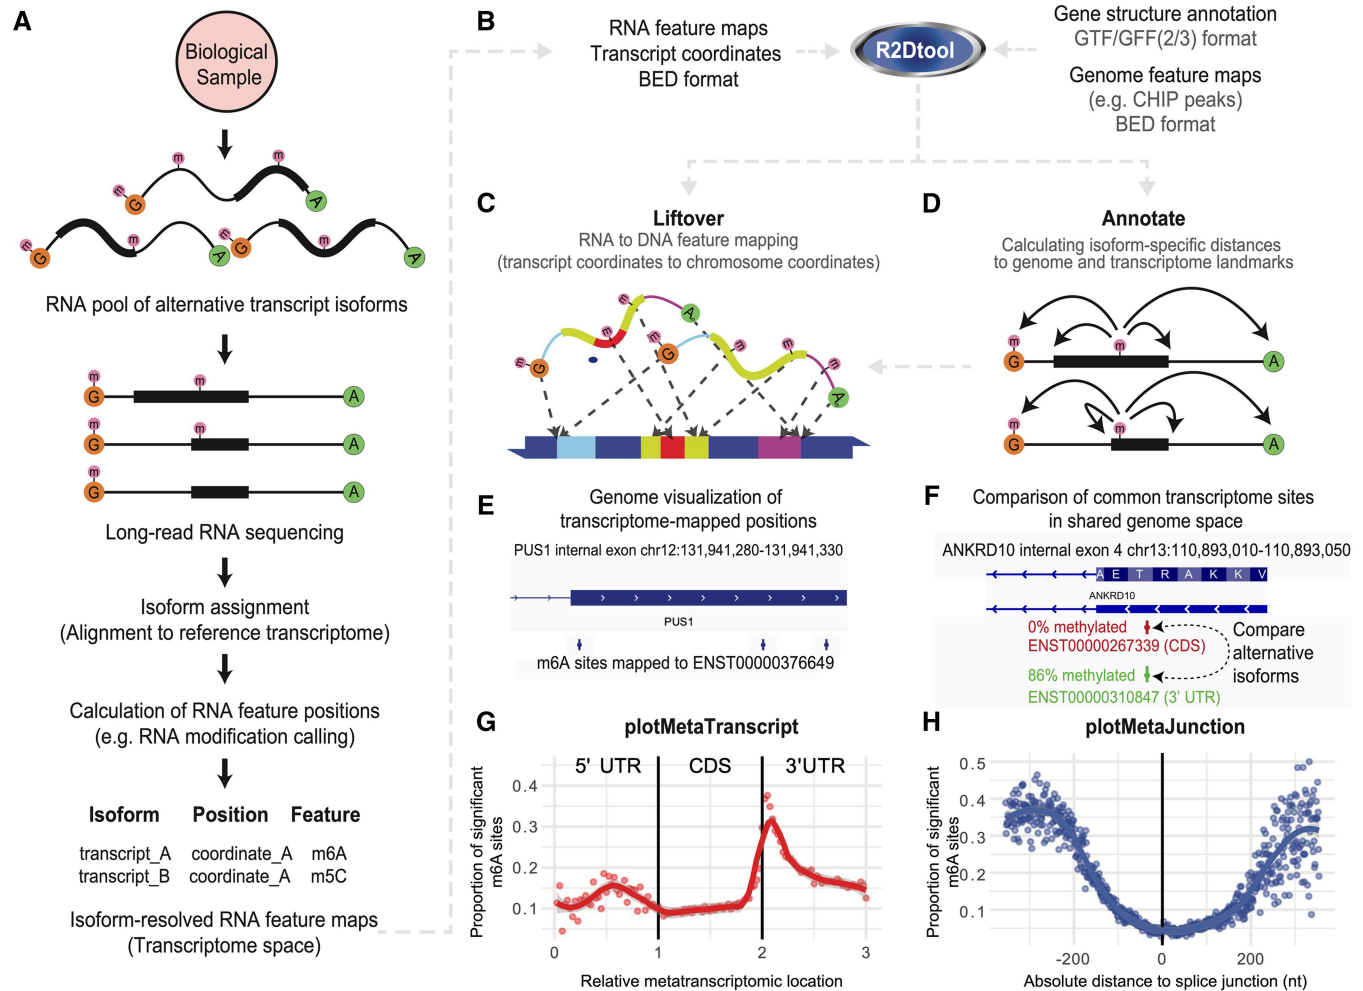 A
Biological
Sample
m
m
m
G
A
m
m
m
m
G
A
G
A
RNA pool of alternative transcript isoforms
m
m
G
A
m
m
G
A
m
G
A
Long-read RNA sequencing
Isoform assignment
(Alignment to reference transcriptome)
Calculation of RNA feature positions
(e.g. RNA modification calling)
Isoform Position Feature
transcript_A coordinate_A m6A
transcript_B coordinate_A m5C
Isoform-resolved RNA feature maps
(Transcriptome space)
B
RNA feature maps
Transcript coordinates
BED format
R2Dtool
Gene structure annotation
GTF/GFF(2/3) format
Genome feature maps
(e.g. CHIP peaks)
BED format
C
Liftover
RNA to DNA feature mapping
(transcript coordinates to chromosome coordinates)
m
m
m
G
A
m
m
m
m
G
A
D
Annotate
Calculating isoform-specific distances
to genome and transcriptome landmarks
m
m
G
A
m
m
G
A
E
Genome visualization of
transcriptome-mapped positions
PUS1 internal exon chr12:131,941,280-131,941,330
PUS1
m6A sites mapped to ENST00000376649
F
Comparison of common transcriptome sites
in shared genome space
ANKRD10 internal exon 4 chr13:110,893,010-110,893,050
A E T R A K K V
ANKRD10
0% methylated
ENST00000267339 (CDS)
86% methylated
ENST00000310847 (3' UTR)
Compare
alternative
isoforms
G
plotMetaTranscript
5' UTR CDS 3'UTR
Proportion of significant
m6A sites
0.4
0.3
0.2
0.1
0 1 2 3
Relative metatranscriptomic location
H
plotMetaJunction
Proportion of significant
m6A sites
0.5
0.4
0.3
0.2
0.1
-200 0 200
Absolute distance to splice junction (nt)